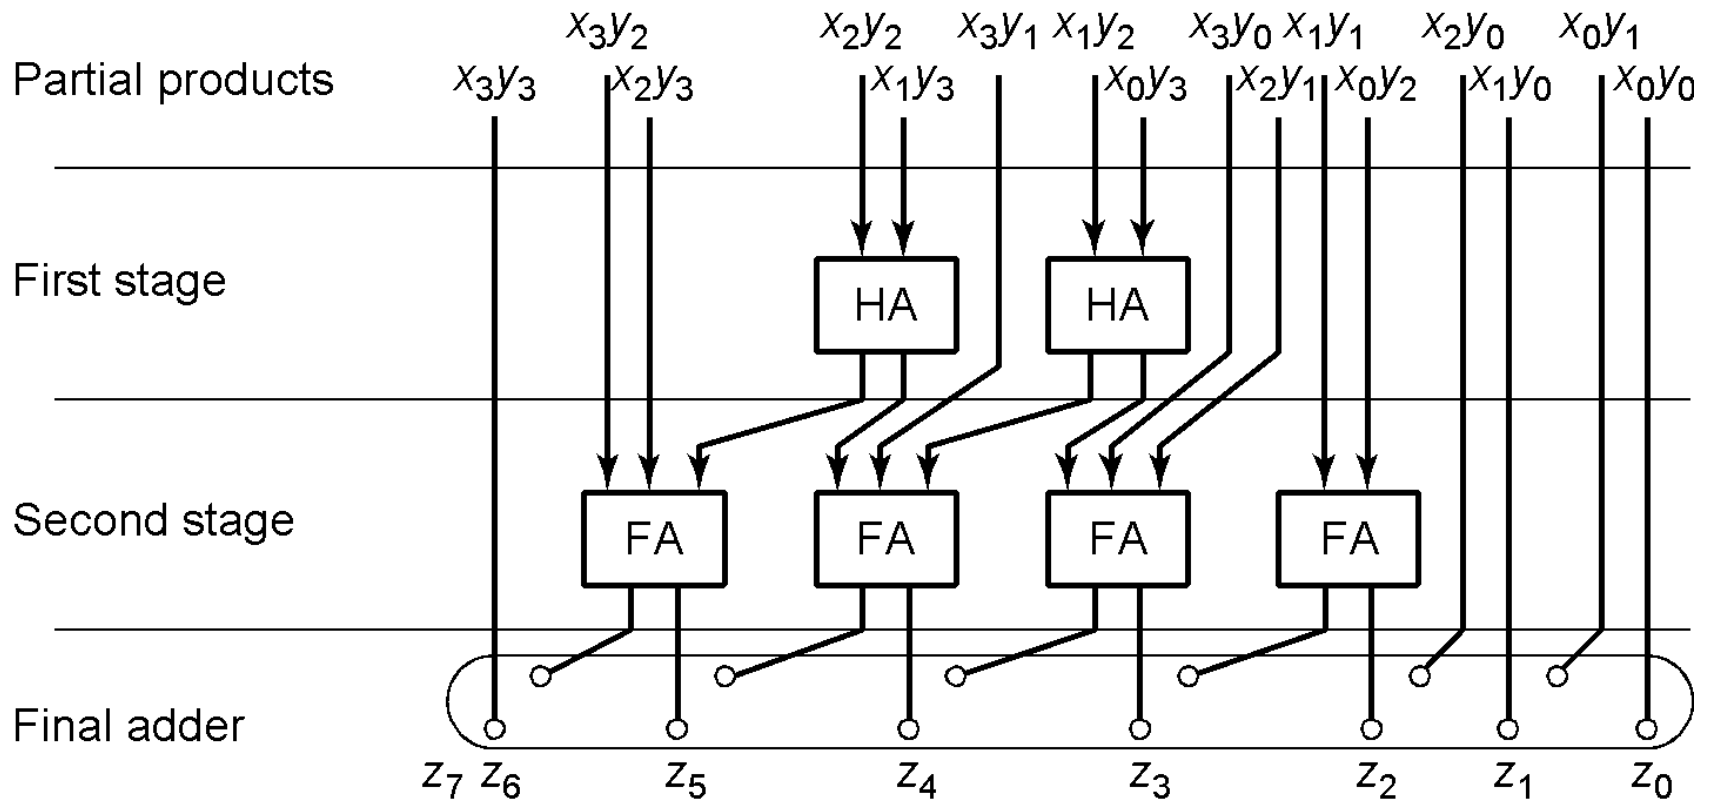 x₃y₂ x₂y₂ x₃y₁ x₁y₂ x₃y₀ x₁y₁ x₂y₀ x₀y₁
Partial products x₃y₃ x₂y₃ x₁y₃ x₀y₃ x₂y₁ x₀y₂ x₁y₀ x₀y₀
First stage HA HA
Second stage FA FA FA FA
Final adder
z₇ z₆ z₅ z₄ z₃ z₂ z₁ z₀